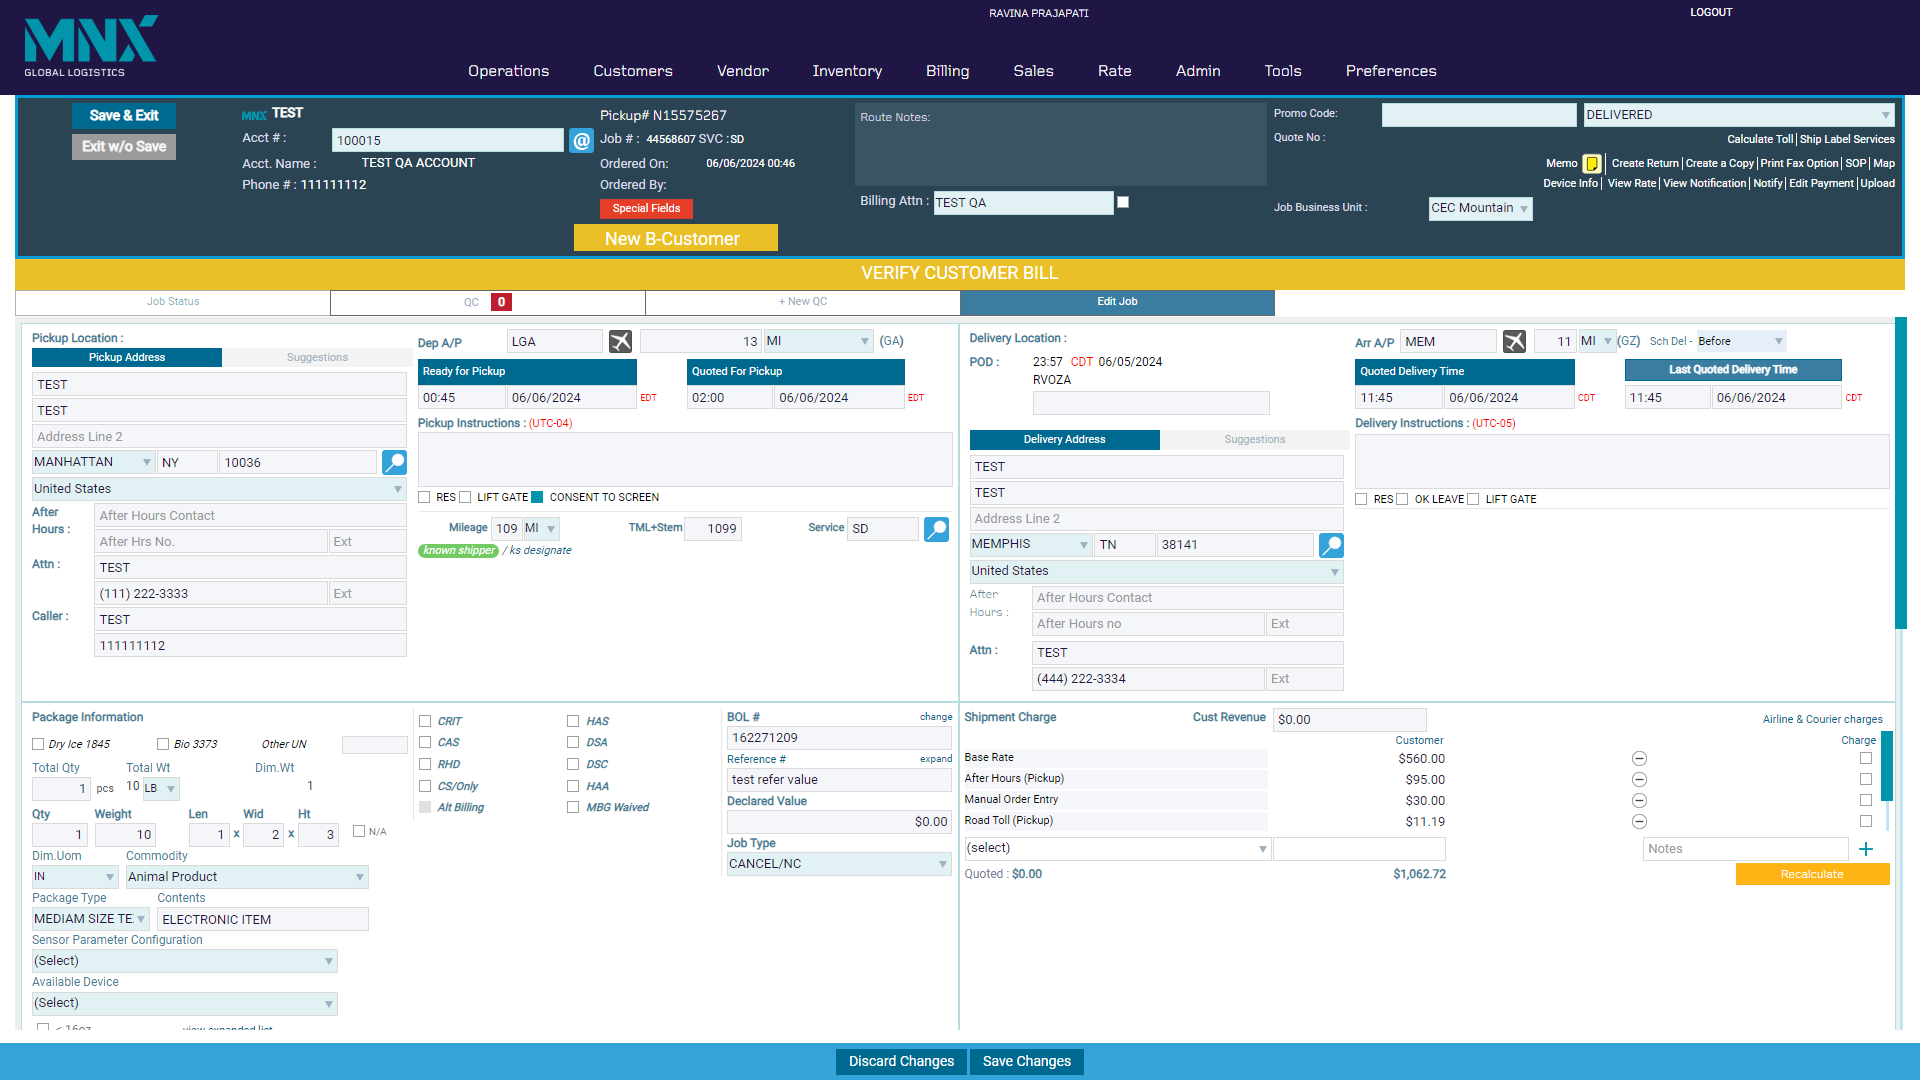 MNX
GLOBAL LOGISTICS
RAVINA PRAJAPATI
LOGOUT
Operations
Customers
Vendor
Inventory
Billing
Sales
Rate
Admin
Tools
Preferences
Save & Exit
Exit w/o Save
MNX TEST
Acct # : 100015 @
Acct. Name : TEST QA ACCOUNT
Phone # : 111111112
Pickup# N15575267
Job # : 44568607 SVC : SD
Ordered On: 06/06/2024 00:46
Ordered By:
Special Fields
New B-Customer
Route Notes:
Billing Attn : TEST QA
Promo Code:
DELIVERED
Quote No :
Calculate Toll | Ship Label Services
Memo | Create Return | Create a Copy | Print Fax Option | SOP | Map
Device Info | View Rate | View Notification | Notify | Edit Payment | Upload
Job Business Unit : CEC Mountain
VERIFY CUSTOMER BILL
Job Status
QC 0
+ New QC
Edit Job
Pickup Location :
Pickup Address
Suggestions
TEST
TEST
Address Line 2
MANHATTAN NY 10036
United States
After Hours : After Hours Contact
After Hrs No. Ext
Attn : TEST
(111) 222-3333 Ext
Caller : TEST
111111112
Dep A/P LGA 13 MI (GA)
Ready for Pickup
00:45 06/06/2024 EDT
Quoted For Pickup
02:00 06/06/2024 EDT
Pickup Instructions : (UTC-04)
RES LIFT GATE CONSENT TO SCREEN
Mileage 109 MI TML+Stem 1099 Service SD
known shipper / ks designate
Delivery Location :
POD : 23:57 CDT 06/05/2024
RVOZA
Delivery Address
Suggestions
TEST
TEST
Address Line 2
MEMPHIS TN 38141
United States
After Hours : After Hours Contact
After Hours no Ext
Attn : TEST
(444) 222-3334 Ext
Arr A/P MEM 11 MI (GZ) Sch Del - Before
Quoted Delivery Time
11:45 06/06/2024 CDT
Last Quoted Delivery Time
11:45 06/06/2024 CDT
Delivery Instructions : (UTC-05)
RES OK LEAVE LIFT GATE
Package Information
Dry Ice 1845 Bio 3373 Other UN
Total Qty Total Wt Dim.Wt
1 pcs 10 LB 1
Qty Weight Len Wid Ht
1 10 1 x 2 x 3 N/A
Dim.Uom Commodity
IN Animal Product
Package Type Contents
MEDIAM SIZE TE ELECTRONIC ITEM
Sensor Parameter Configuration
(Select)
Available Device
(Select)
< 16oz view expanded list
CRIT HAS
CAS DSA
RHD DSC
CS/Only HAA
Alt Billing MBG Waived
BOL # change
162271209
Reference # expand
test refer value
Declared Value
$0.00
Job Type
CANCEL/NC
Shipment Charge Cust Revenue $0.00
Airline & Courier charges
Customer Charge
Base Rate $560.00
After Hours (Pickup) $95.00
Manual Order Entry $30.00
Road Toll (Pickup) $11.19
(select) Notes +
Quoted : $0.00 $1,062.72
Recalculate
Discard Changes
Save Changes